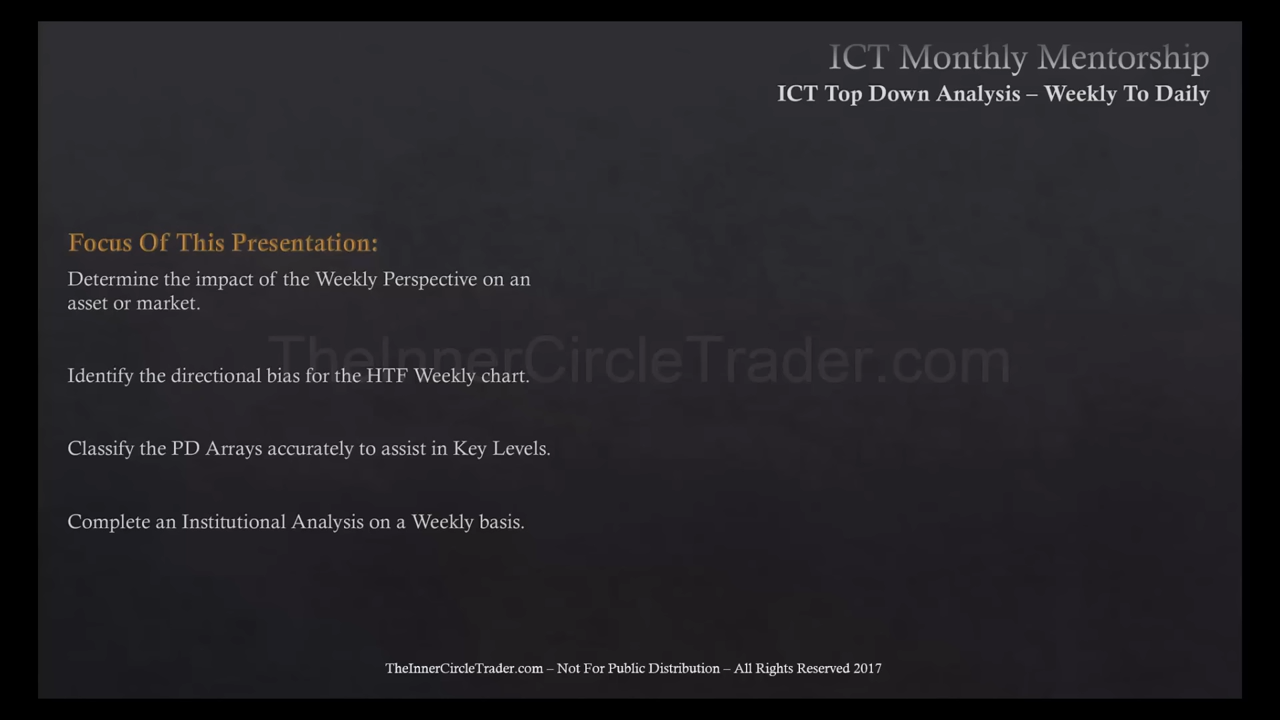 ICT Monthly Mentorship
ICT Top Down Analysis – Weekly To Daily
Focus Of This Presentation:
Determine the impact of the Weekly Perspective on an
asset or market.
TheInnerCircleTrader.com
Identify the directional bias for the HTF Weekly chart.
Classify the PD Arrays accurately to assist in Key Levels.
Complete an Institutional Analysis on a Weekly basis.
TheInnerCircleTrader.com – Not For Public Distribution – All Rights Reserved 2017